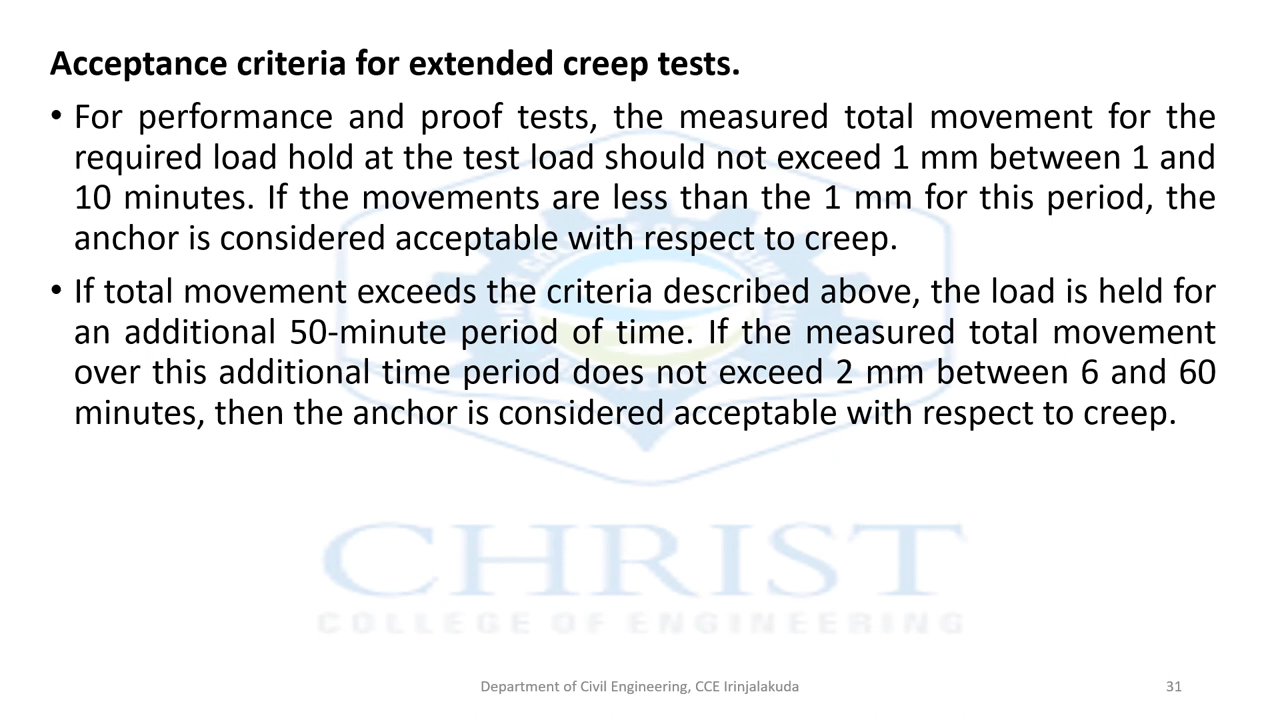 Acceptance criteria for extended creep tests.
• For performance and proof tests, the measured total movement for the
required load hold at the test load should not exceed 1 mm between 1 and
10 minutes. If the movements are less than the 1 mm for this period, the
anchor is considered acceptable with respect to creep.
• If total movement exceeds the criteria described above, the load is held for
an additional 50-minute period of time. If the measured total movement
over this additional time period does not exceed 2 mm between 6 and 60
minutes, then the anchor is considered acceptable with respect to creep.
CHRIST
COLLEGE OF ENGINEERING
Department of Civil Engineering, CCE Irinjalakuda
31